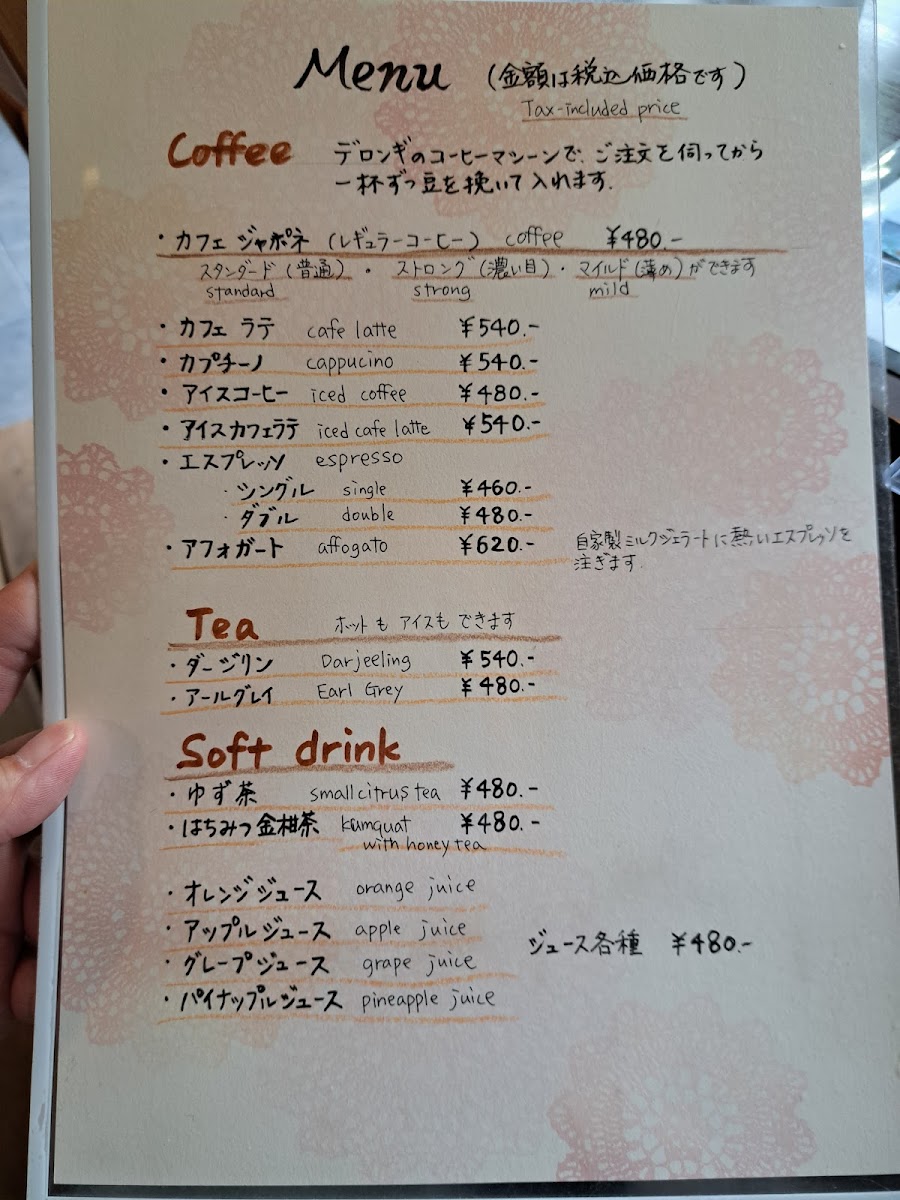 Menu (金額は税込価格です)
Tax-included price
Coffee デロンギのコーヒーマシーンで、ご注文を伺ってから
一杯ずつ豆を挽いて入れます.
・カフェ ジャポネ (レギュラーコーヒー) coffee ¥480.-
スタンダード(普通)・ストロング(濃い目)・マイルド(薄め)ができます
standard strong mild
・カフェ ラテ cafe latte ¥540.-
・カプチーノ cappucino ¥540.-
・アイスコーヒー iced coffee ¥480.-
・アイスカフェラテ iced cafe latte ¥540.-
・エスプレッソ espresso
・シングル single ¥460.-
・ダブル double ¥480.-
・アフォガート affogato ¥620.- 自家製ミルクジェラートに熱いエスプレッソを
注ぎます.
Tea ホットも アイスも できます
・ダージリン Darjeeling ¥540.-
・アールグレイ Earl Grey ¥480.-
Soft drink
・ゆず茶 small citrus tea ¥480.-
・はちみつ金柑茶 kumquat ¥480.-
with honey tea
・オレンジジュース orange juice
・アップルジュース apple juice
ジュース各種 ¥480.-
・グレープジュース grape juice
・パイナップルジュース pineapple juice